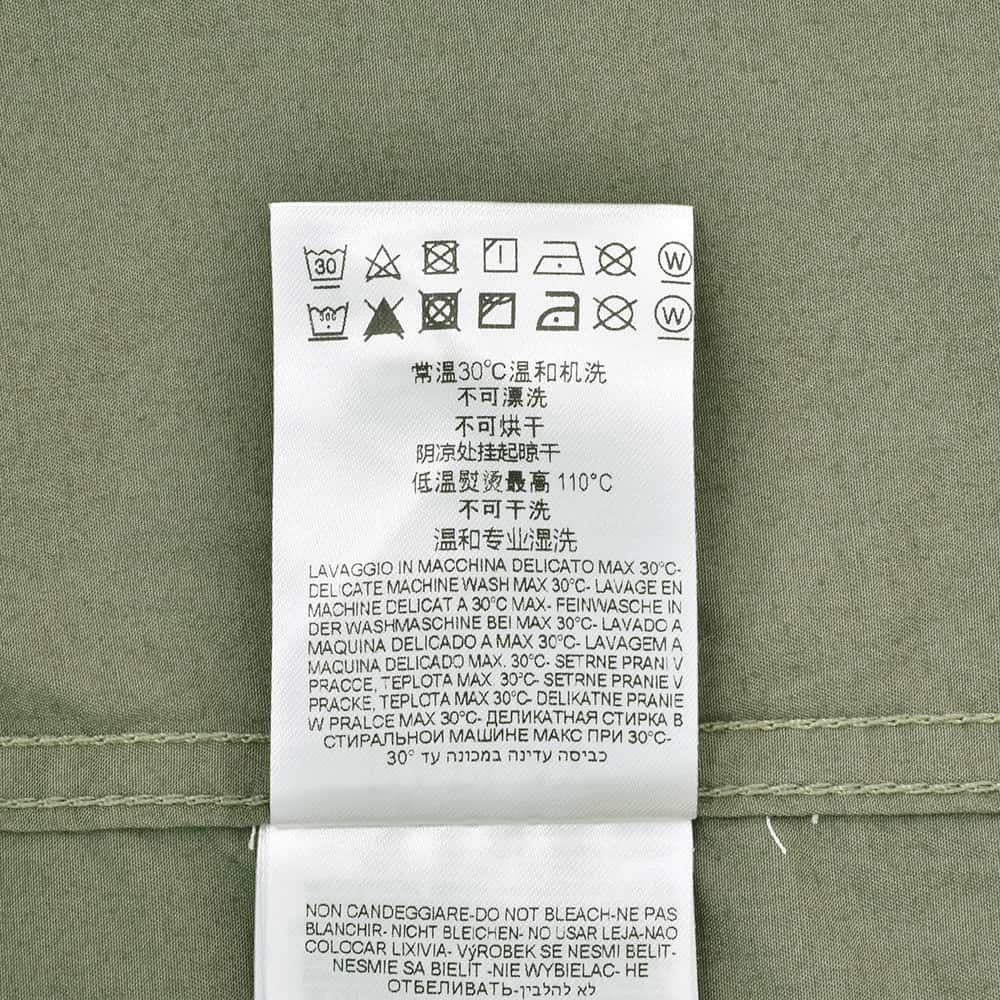 30 W
W
常温30°C温和机洗
不可漂洗
不可烘干
阴凉处挂起晾干
低温熨烫最高110°C
不可干洗
温和专业湿洗
LAVAGGIO IN MACCHINA DELICATO MAX 30°C-
DELICATE MACHINE WASH MAX 30°C- LAVAGE EN
MACHINE DELICAT A 30°C MAX- FEINWASCHE IN
DER WASHMASCHINE BEI MAX 30°C- LAVADO A
MAQUINA DELICADO A MAX 30°C- LAVAGEM A
MAQUINA DELICADO MAX. 30°C- SETRNE PRANI V
PRACCE, TEPLOTA MAX. 30°C- SETRNE PRANIE V
PRACKE, TEPLOTA MAX 30°C- DELIKATNE PRANIE
W PRALCE MAX 30°C- ДЕЛИКАТНАЯ СТИРКА В
СТИРАЛЬНОЙ МАШИНЕ МАКС ПРИ 30°C-
כביסה עדינה במכונה עד 30°
NON CANDEGGIARE-DO NOT BLEACH-NE PAS
BLANCHIR- NICHT BLEICHEN- NO USAR LEJA-NAO
COLOCAR LIXIVIA- VýROBEK SE NESMI BELIT-
NESMIE SA BIELIT -NIE WYBIELAC- НЕ
ОТБЕЛИВАТЬ-לא להלבין